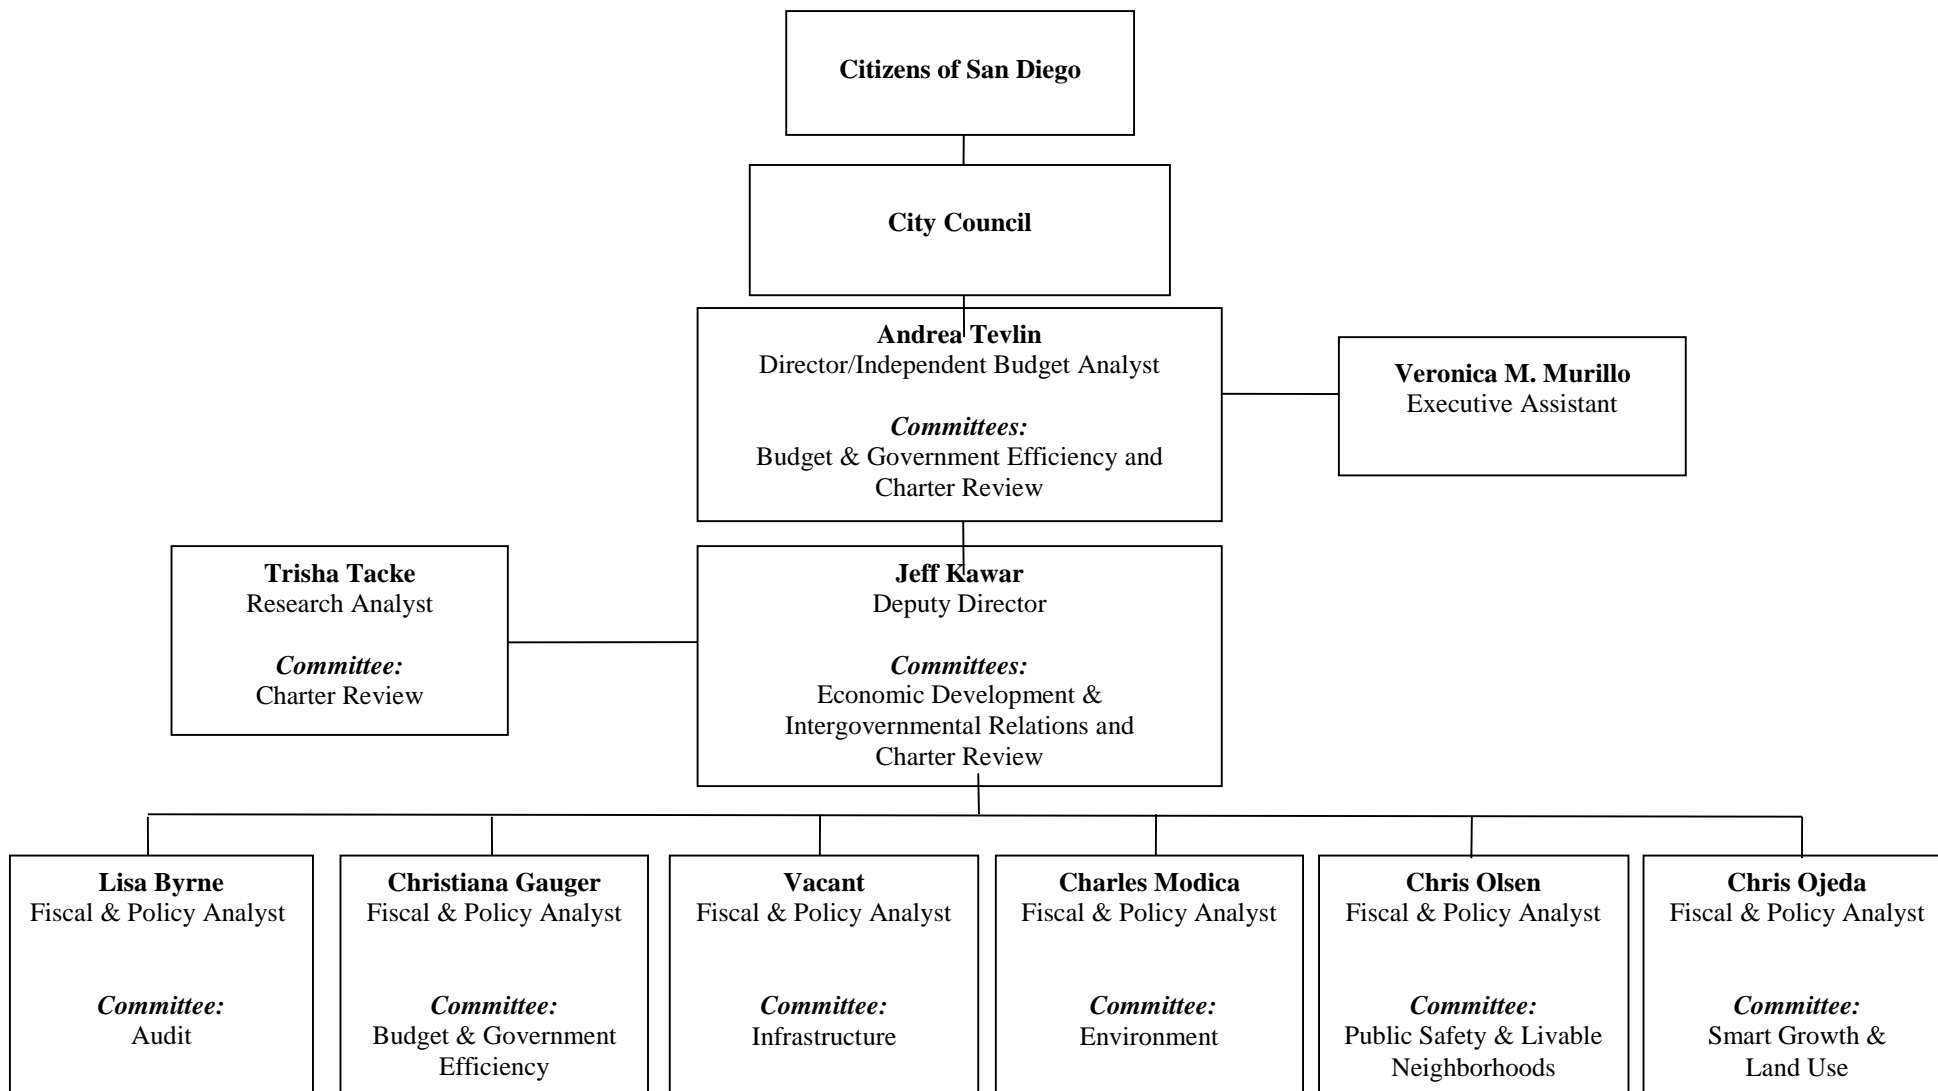 Citizens of San Diego
City Council
Andrea Tevlin
Director/Independent Budget Analyst
Committees:
Budget & Government Efficiency and
Charter Review
Veronica M. Murillo
Executive Assistant
Trisha Tacke
Research Analyst
Committee:
Charter Review
Jeff Kawar
Deputy Director
Committees:
Economic Development &
Intergovernmental Relations and
Charter Review
Lisa Byrne
Fiscal & Policy Analyst
Committee:
Audit
Christiana Gauger
Fiscal & Policy Analyst
Committee:
Budget & Government
Efficiency
Vacant
Fiscal & Policy Analyst
Committee:
Infrastructure
Charles Modica
Fiscal & Policy Analyst
Committee:
Environment
Chris Olsen
Fiscal & Policy Analyst
Committee:
Public Safety & Livable
Neighborhoods
Chris Ojeda
Fiscal & Policy Analyst
Committee:
Smart Growth &
Land Use